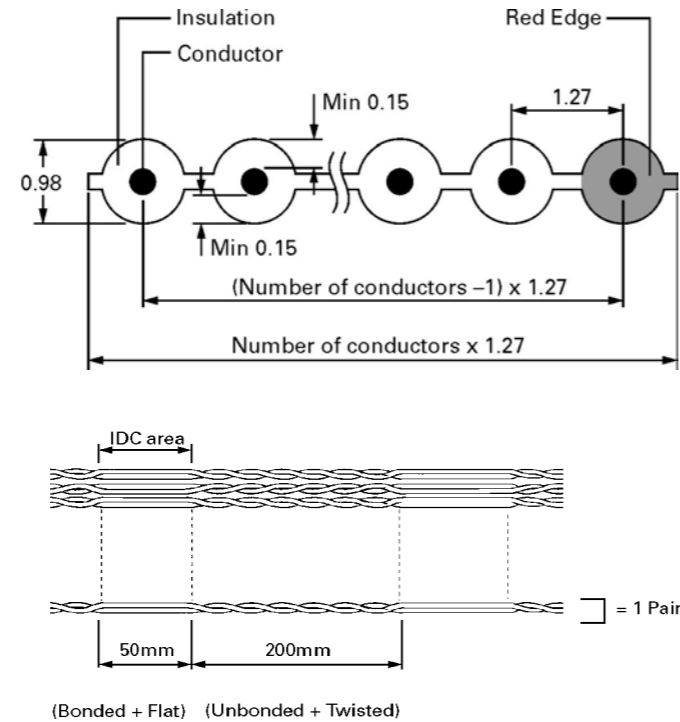 Insulation
Red Edge
Conductor
Min 0.15
1.27
0.98
Min 0.15
(Number of conductors –1) x 1.27
Number of conductors x 1.27
IDC area
= 1 Pair
50mm
200mm
(Bonded + Flat)
(Unbonded + Twisted)